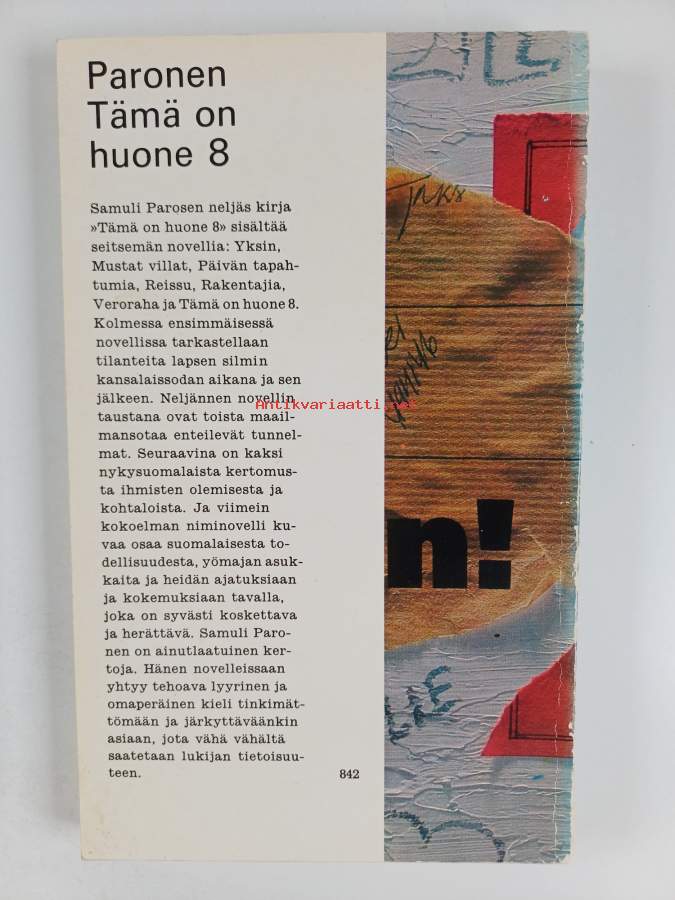 Paronen
Tämä on
huone 8
Samuli Parosen neljäs kirja
»Tämä on huone 8» sisältää
seitsemän novellia: Yksin,
Mustat villat, Päivän tapah-
tumia, Reissu, Rakentajia,
Veroraha ja Tämä on huone 8.
Kolmessa ensimmäisessä
novellissa tarkastellaan
tilanteita lapsen silmin
kansalaissodan aikana ja sen
jälkeen. Neljännen novellin
taustana ovat toista maail-
mansotaa enteilevät tunnel-
mat. Seuraavina on kaksi
nykysuomalaista kertomus-
ta ihmisten olemisesta ja
kohtaloista. Ja viimein
kokoelman niminovelli ku-
vaa osaa suomalaisesta to-
dellisuudesta, yömajan asuk-
kaita ja heidän ajatuksiaan
ja kokemuksiaan tavalla,
joka on syvästi koskettava
ja herättävä. Samuli Paro-
nen on ainutlaatuinen ker-
toja. Hänen novelleissaan
yhtyy tehoava lyyrinen ja
omaperäinen kieli tinkimät-
tömään ja järkyttäväänkin
asiaan, jota vähä vähältä
saatetaan lukijan tietoisuu-
teen.
842
Antikvariaatti.net
n!